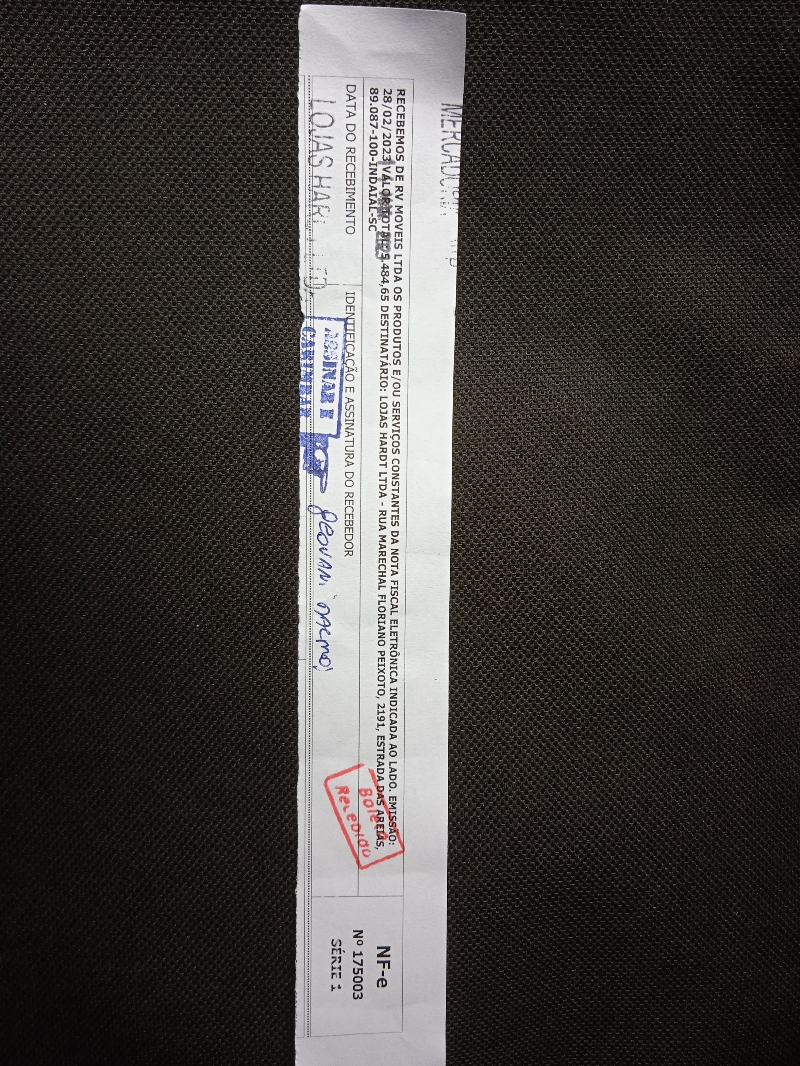 RECEBEMOS DE RV MOVEIS LTDA OS PRODUTOS E/OU SERVIÇOS CONSTANTES DA NOTA FISCAL ELETRÔNICA INDICADA AO LADO. EMISSÃO:
28/02/2023 VALOR TOTAL: 5.484,65 DESTINATÁRIO: LOJAS HARDT LTDA - RUA MARECHAL FLORIANO PEIXOTO, 2191, ESTRADA DAS AREIAS,
89.087-100-INDAIAL-SC
DATA DO RECEBIMENTO
IDENTIFICAÇÃO E ASSINATURA DO RECEBEDOR
LOJAS
ASSINAR E
CARIMBAR
BOLETO
RECEBIDO
NF-e
Nº 175003
SÉRIE 1